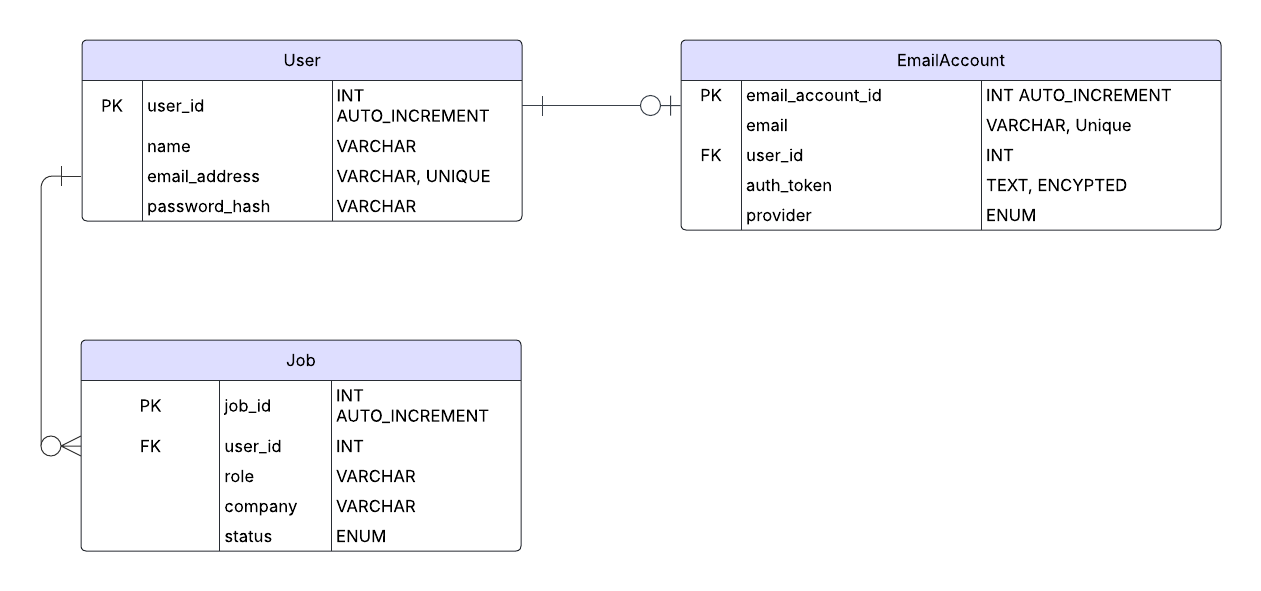 User
PK user_id INT
AUTO_INCREMENT
name VARCHAR
email_address VARCHAR, UNIQUE
password_hash VARCHAR
EmailAccount
PK email_account_id INT AUTO_INCREMENT
email VARCHAR, Unique
FK user_id INT
auth_token TEXT, ENCYPTED
provider ENUM
Job
PK job_id INT
AUTO_INCREMENT
FK user_id INT
role VARCHAR
company VARCHAR
status ENUM